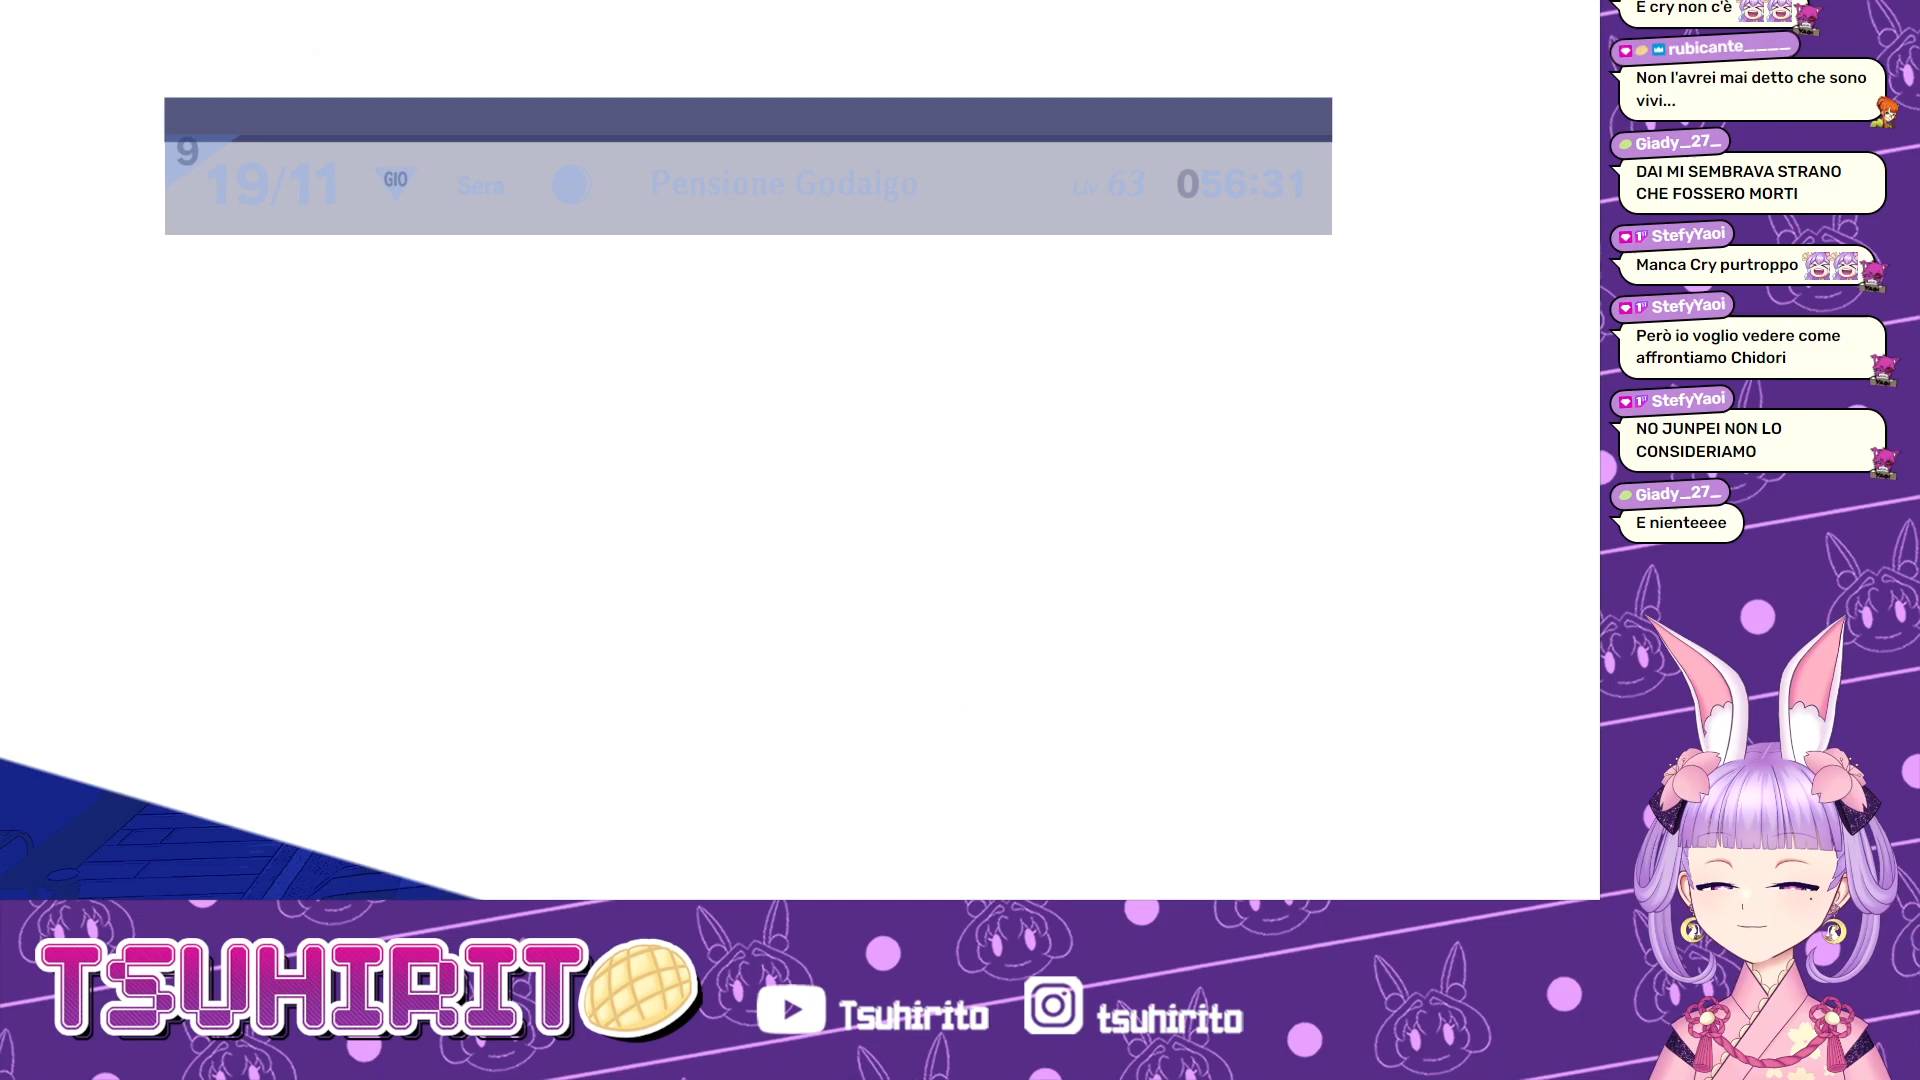 9
19/11 GIO Sera Pensione Godaigo Liv 63 056:31
E cry non c'è
rubicante____
Non l'avrei mai detto che sono
vivi...
Giady_27_
DAI MI SEMBRAVA STRANO
CHE FOSSERO MORTI
StefyYaoi
Manca Cry purtroppo
StefyYaoi
Però io voglio vedere come
affrontiamo Chidori
StefyYaoi
NO JUNPEI NON LO
CONSIDERIAMO
Giady_27_
E nienteeee
TSUHIRIT
Tsuhirito
tsuhirito